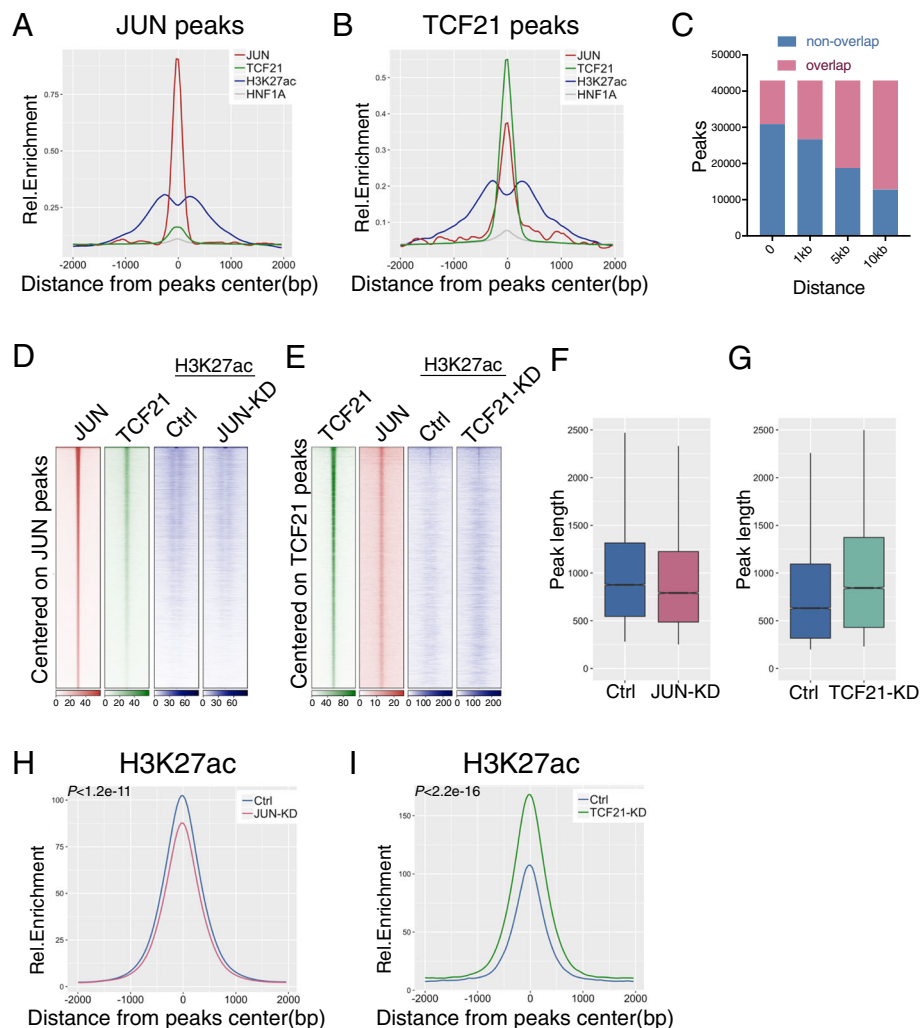 A
JUN peaks
JUN
TCF21
H3K27ac
HNF1A
0.75
0.50
0.25
Rel.Enrichment
-2000
-1000
0
1000
2000
Distance from peaks center(bp)
B
TCF21 peaks
JUN
TCF21
H3K27ac
HNF1A
0.5
0.4
0.3
0.2
0.1
Rel.Enrichment
-2000
-1000
0
1000
2000
Distance from peaks center(bp)
C
non-overlap
overlap
50000
40000
30000
20000
10000
0
Peaks
0
1kb
5kb
10kb
Distance
D
H3K27ac
JUN
TCF21
Ctrl
JUN-KD
Centered on JUN peaks
0 20 40
0 20 40
0 30 60
0 30 60
E
H3K27ac
TCF21
JUN
Ctrl
TCF21-KD
Centered on TCF21 peaks
0 40 80
0 10 20
0 100 200
0 100 200
F
2500
2000
1500
1000
500
0
Peak length
Ctrl
JUN-KD
G
2500
2000
1500
1000
500
0
Peak length
Ctrl
TCF21-KD
H
H3K27ac
P<1.2e-11
Ctrl
JUN-KD
100
75
50
25
0
Rel.Enrichment
-2000
-1000
0
1000
2000
Distance from peaks center(bp)
I
H3K27ac
P<2.2e-16
Ctrl
TCF21-KD
150
100
50
0
Rel.Enrichment
-2000
-1000
0
1000
2000
Distance from peaks center(bp)